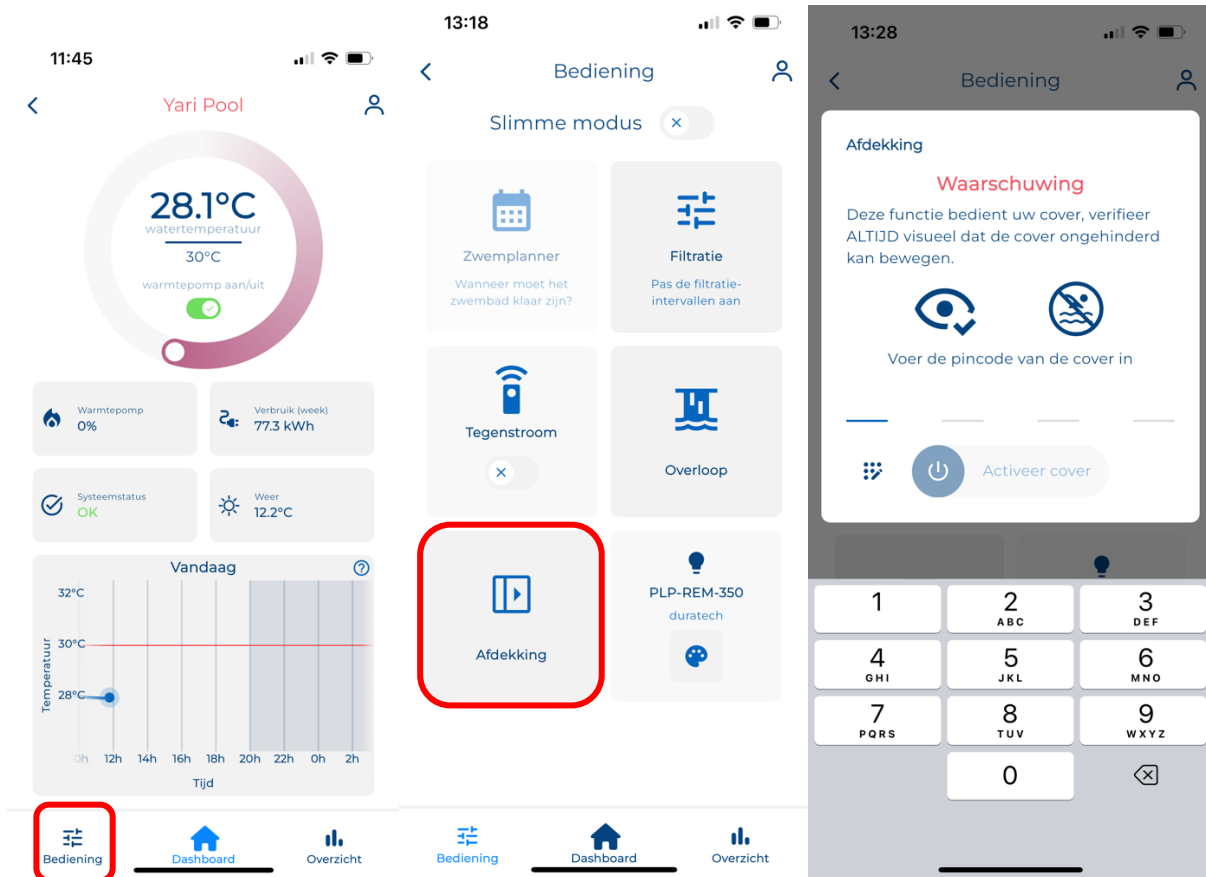 11:45
Yari Pool
28.1°C
watertemperatuur
30°C
warmtepomp aan/uit
Warmtepomp
0%
Verbruik (week)
77.3 kWh
Systeemstatus
OK
Weer
12.2°C
Vandaag
32°C
30°C
28°C
Temperatuur
0h 12h 14h 16h 18h 20h 22h 0h 2h
Tijd
Bediening
Dashboard
Overzicht
13:18
Bediening
Slimme modus
Zwemplanner
Wanneer moet het
zwembad klaar zijn?
Filtratie
Pas de filtratie-
intervallen aan
Tegenstroom
Overloop
Afdekking
PLP-REM-350
duratech
Bediening
Dashboard
Overzicht
13:28
Bediening
Afdekking
Waarschuwing
Deze functie bedient uw cover, verifieer
ALTIJD visueel dat de cover ongehinderd
kan bewegen.
Voer de pincode van de cover in
Activeer cover
1 2 3
ABC DEF
4 5 6
GHI JKL MNO
7 8 9
PQRS TUV WXYZ
0